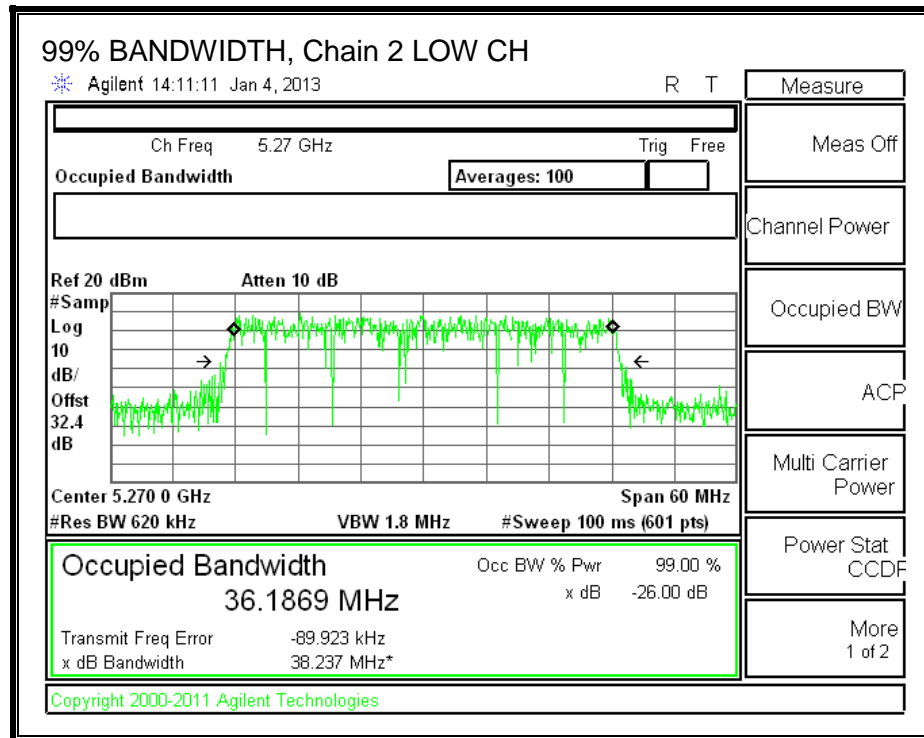 99% BANDWIDTH, Chain 2 LOW CH
Agilent 14:11:11 Jan 4, 2013 R T
Measure
Ch Freq 5.27 GHz Trig Free
Occupied Bandwidth Averages: 100
Meas Off
Channel Power
Occupied BW
ACP
Multi Carrier
Power
Power Stat
CCDF
More
1 of 2
Ref 20 dBm Atten 10 dB
#Samp
Log
10
dB/
Offst
32.4
dB
Center 5.270 0 GHz Span 60 MHz
#Res BW 620 kHz VBW 1.8 MHz #Sweep 100 ms (601 pts)
Occupied Bandwidth Occ BW % Pwr 99.00 %
36.1869 MHz x dB -26.00 dB
Transmit Freq Error -89.923 kHz
x dB Bandwidth 38.237 MHz*
Copyright 2000-2011 Agilent Technologies